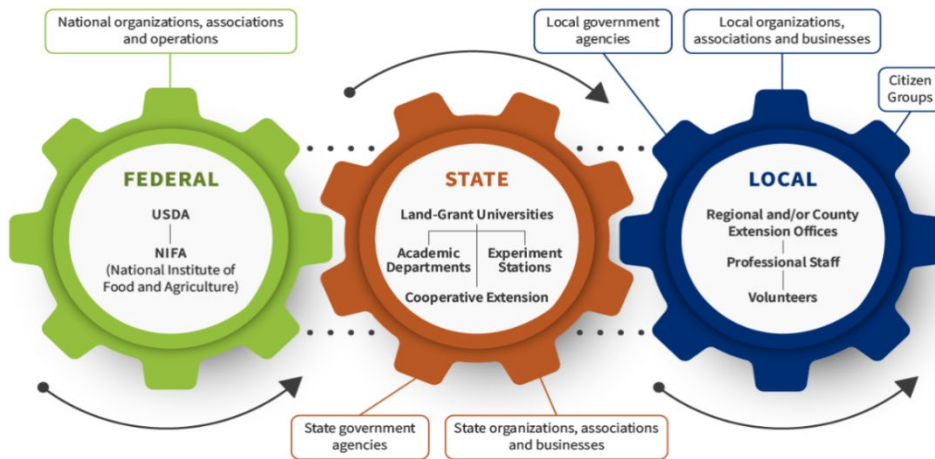 National organizations, associations
and operations
Local government
agencies
Local organizations,
associations and businesses
Citizen
Groups
FEDERAL
USDA
NIFA
(National Institute of
Food and Agriculture)
STATE
Land-Grant Universities
Academic
Departments
Experiment
Stations
Cooperative Extension
LOCAL
Regional and/or County
Extension Offices
Professional Staff
Volunteers
State government
agencies
State organizations, associations
and businesses